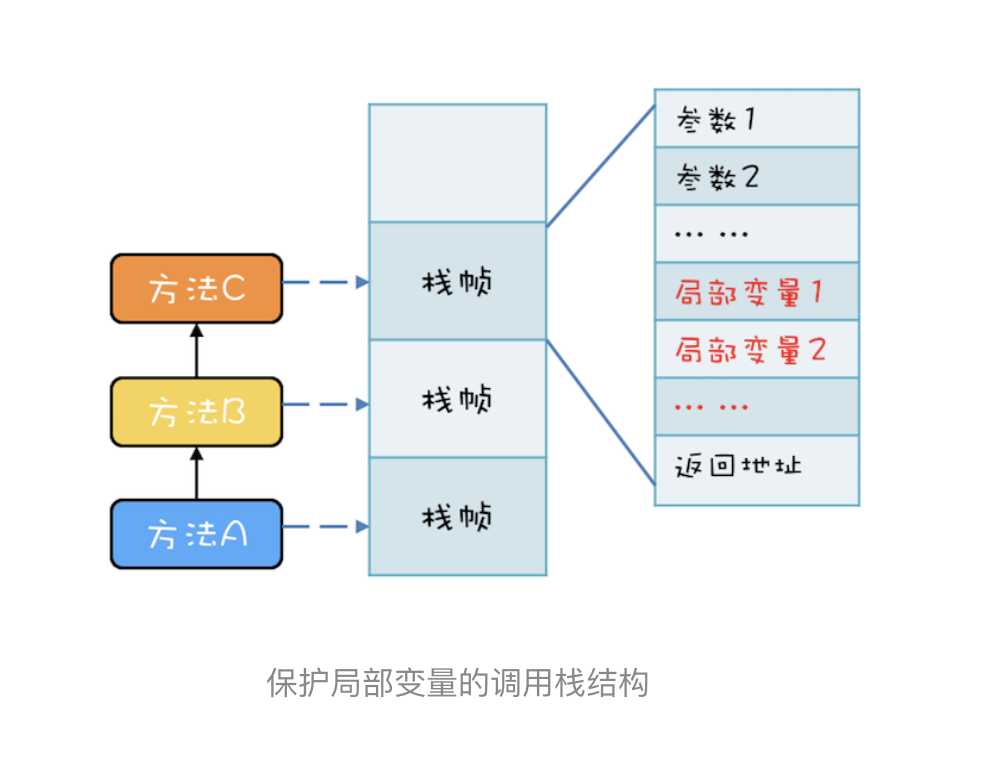 方法C
方法B
方法A
栈帧
栈帧
栈帧
参数1
参数2
... ...
局部变量1
局部变量2
... ...
返回地址
保护局部变量的调用栈结构